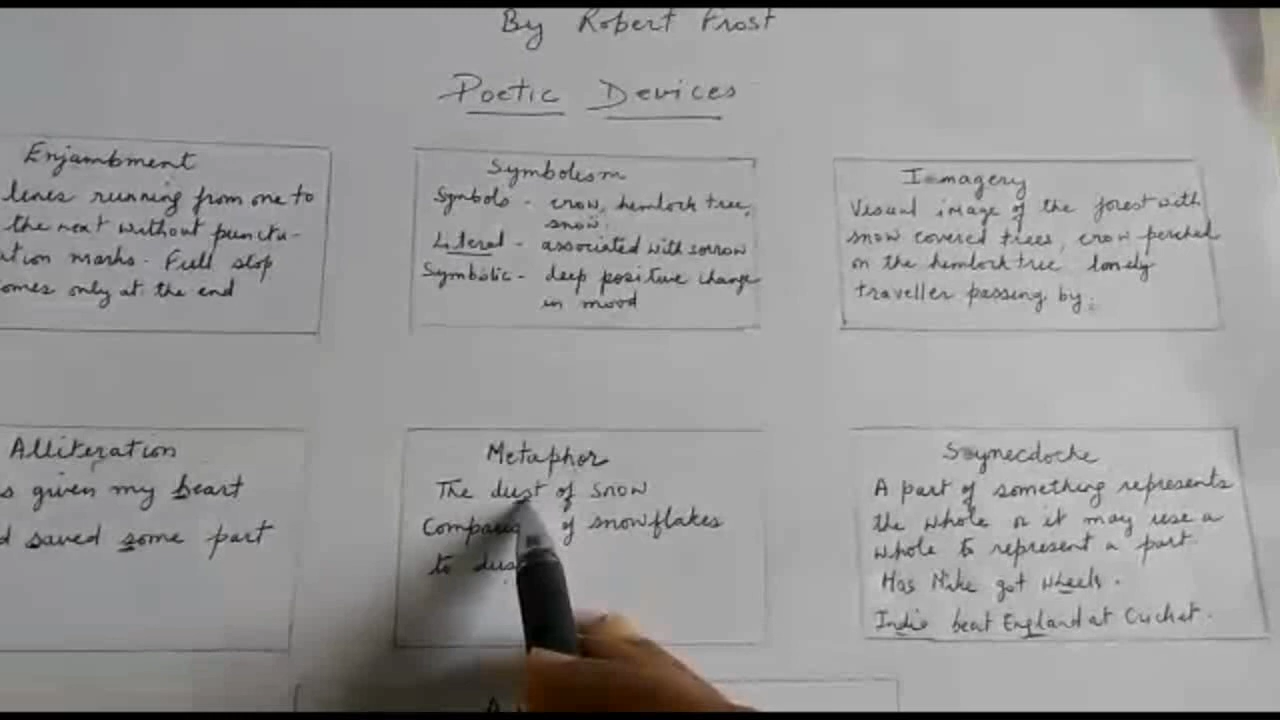 By Robert Frost
Poetic Devices
Enjambment
lines running from one to
the next without punctu-
ation marks. Full stop
omes only at the end
Symbolism
Symbols - crow, hemlock tree,
snow.
Literal - associated with sorrow
Symbolic - deep positive change
in mood
Imagery
Visual image of the forest with
snow covered trees, crow perched
on the hemlock tree lonely
traveller passing by.
Alliteration
s given my heart
d saved some part
Metaphor
The dust of snow
of snowflakes
to
Synecdoche
A part of something represents
the whole or it may use a
whole to represent a part.
Has Mike got wheels.
India beat England at Cricket.